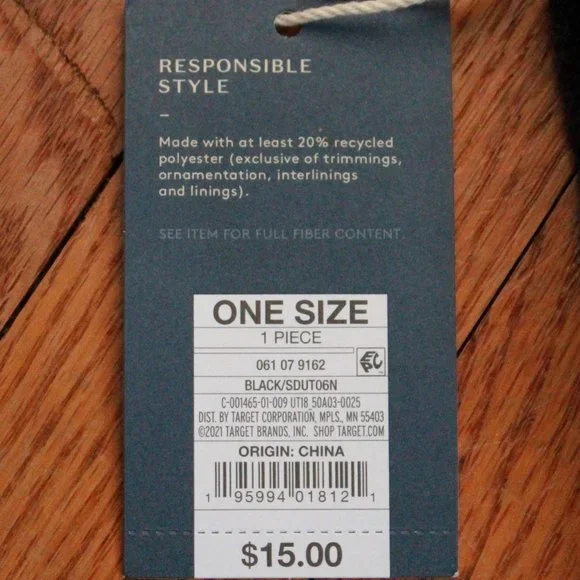 RESPONSIBLE
STYLE
–
Made with at least 20% recycled
polyester (exclusive of trimmings,
ornamentation, interlinings
and linings).
SEE ITEM FOR FULL FIBER CONTENT.
ONE SIZE
1 PIECE
061 07 9162
BLACK/SDUT06N
C-001465-01-009 UT18_50A03-0025
DIST. BY TARGET CORPORATION, MPLS., MN 55403
©2021 TARGET BRANDS, INC. SHOP TARGET.COM
ORIGIN: CHINA
1 95994 01812 1
$15.00